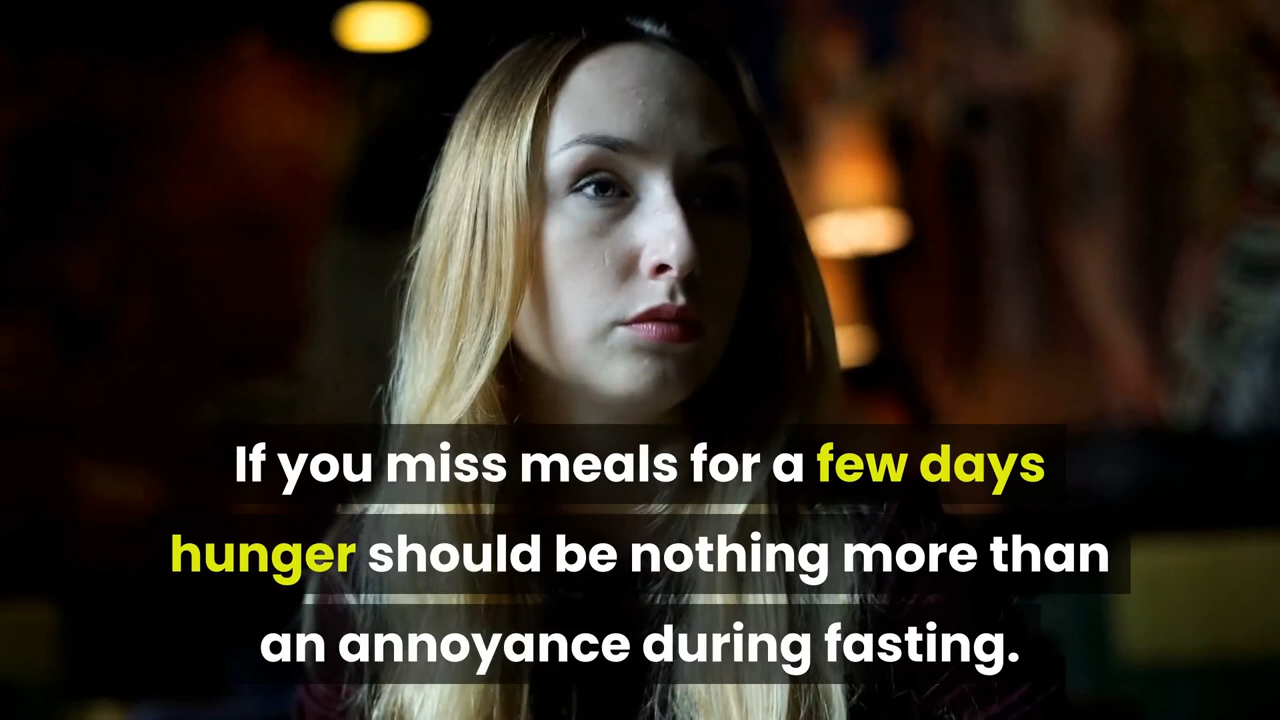 If you miss meals for a few days
hunger should be nothing more than
an annoyance during fasting.